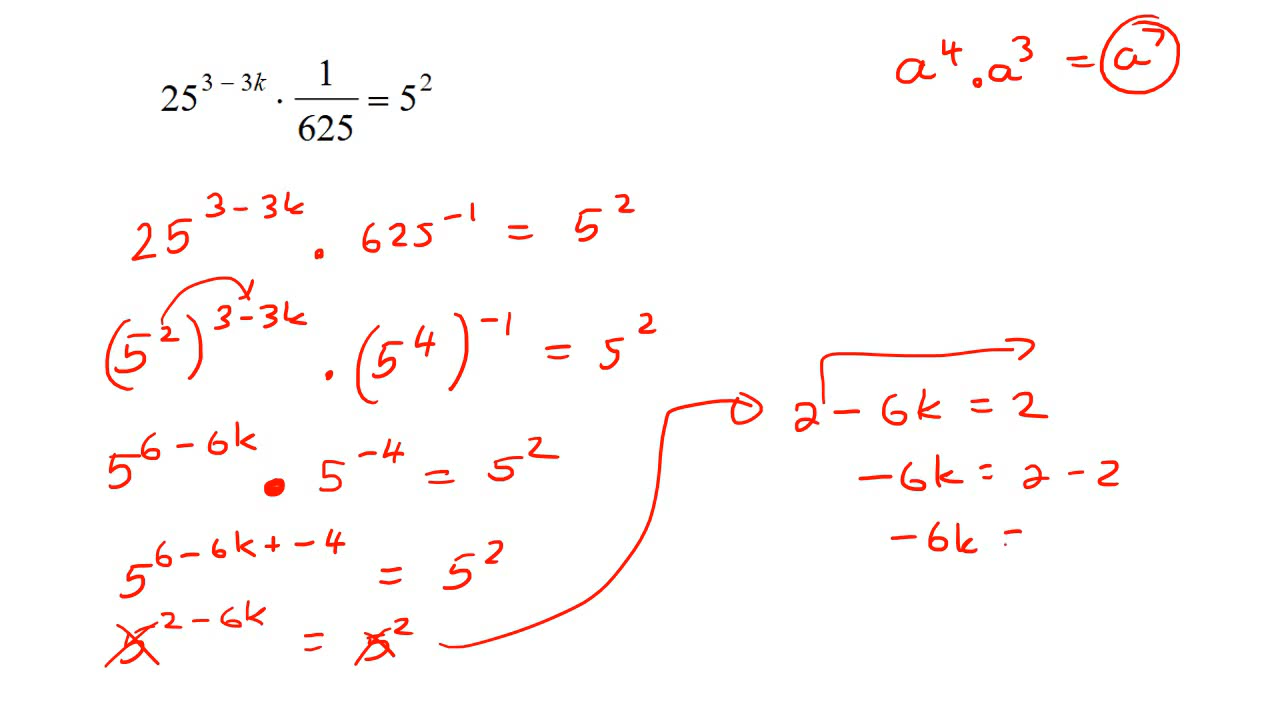 25^{3 − 3k} · 1/625 = 5^2
a^4 . a^3 = a^7
25^{3 − 3k} . 625^{−1} = 5^2
(5^2)^{3 − 3k} . (5^4)^{−1} = 5^2
5^{6 − 6k} . 5^{−4} = 5^2
5^{6 − 6k + − 4} = 5^2
5^{2 − 6k} = 5^2
2 − 6k = 2
−6k = 2 − 2
−6k =